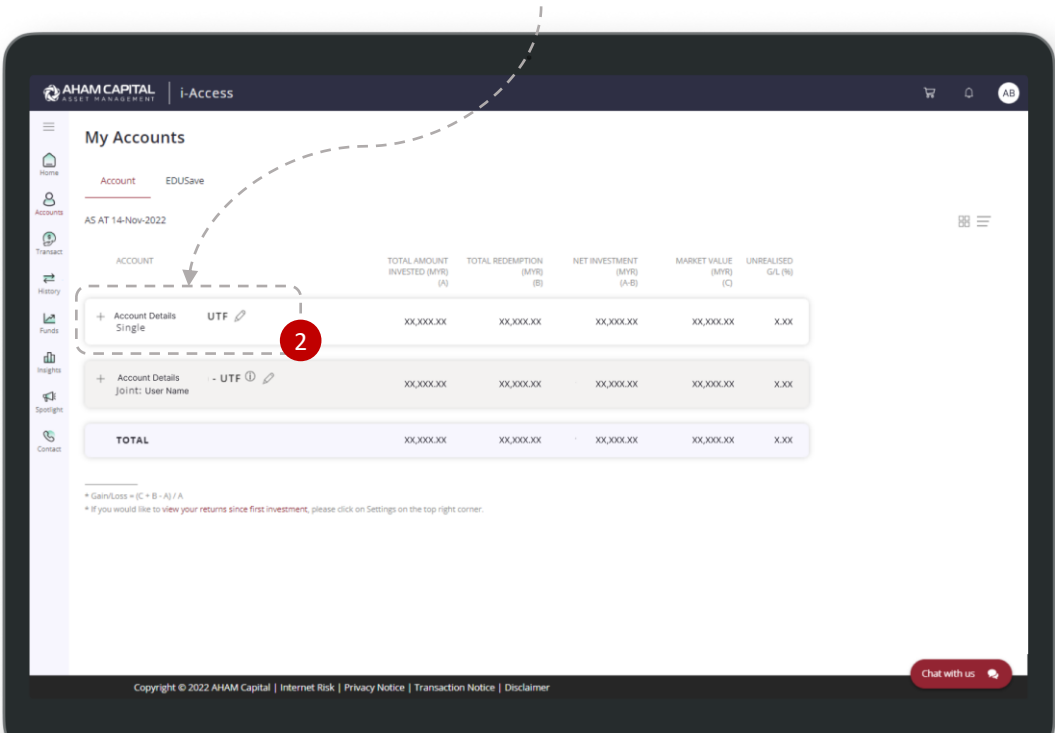 AHAM CAPITAL
ASSET MANAGEMENT
i-Access
AB
My Accounts
Home
Account EDUSave
Accounts
AS AT 14-Nov-2022
Transact
ACCOUNT
TOTAL AMOUNT INVESTED (MYR) (A)
TOTAL REDEMPTION (MYR) (B)
NET INVESTMENT (MYR) (A-B)
MARKET VALUE (MYR) (C)
UNREALISED G/L (%)
History
Account Details UTF
Single
XX,XXX.XX XX,XXX.XX XX,XXX.XX XX,XXX.XX X.XX
Funds
2
Insights
Account Details - UTF
Joint: User Name
XX,XXX.XX XX,XXX.XX XX,XXX.XX XX,XXX.XX X.XX
Spotlight
TOTAL XX,XXX.XX XX,XXX.XX XX,XXX.XX XX,XXX.XX X.XX
Contact
* Gain/Loss = (C + B - A) / A
* If you would like to view your returns since first investment, please click on Settings on the top right corner.
Chat with us
Copyright © 2022 AHAM Capital | Internet Risk | Privacy Notice | Transaction Notice | Disclaimer